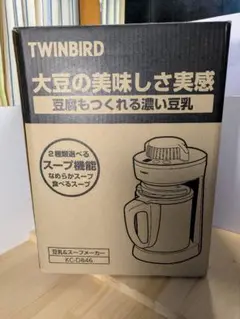 TWINBIRD
大豆の美味しさ実感
豆腐もつくれる濃い豆乳
2種類選べる
スープ機能
なめらかスープ
食べるスープ
豆乳&スープメーカー
KC-D846